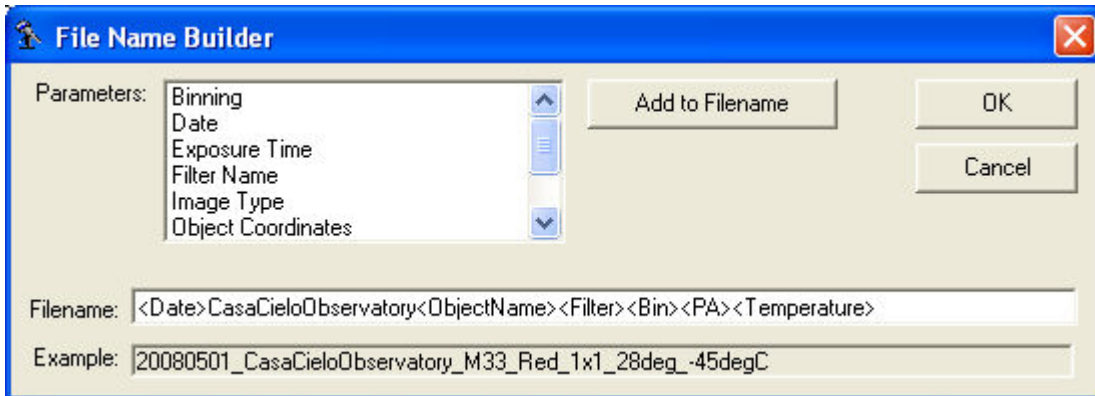 File Name Builder
Parameters:
Binning
Date
Exposure Time
Filter Name
Image Type
Object Coordinates
Add to Filename
OK
Cancel
Filename: <Date>CasaCieloObservatory<ObjectName><Filter><Bin><PA><Temperature>
Example: 20080501_CasaCieloObservatory_M33_Red_1x1_28deg_-45degC